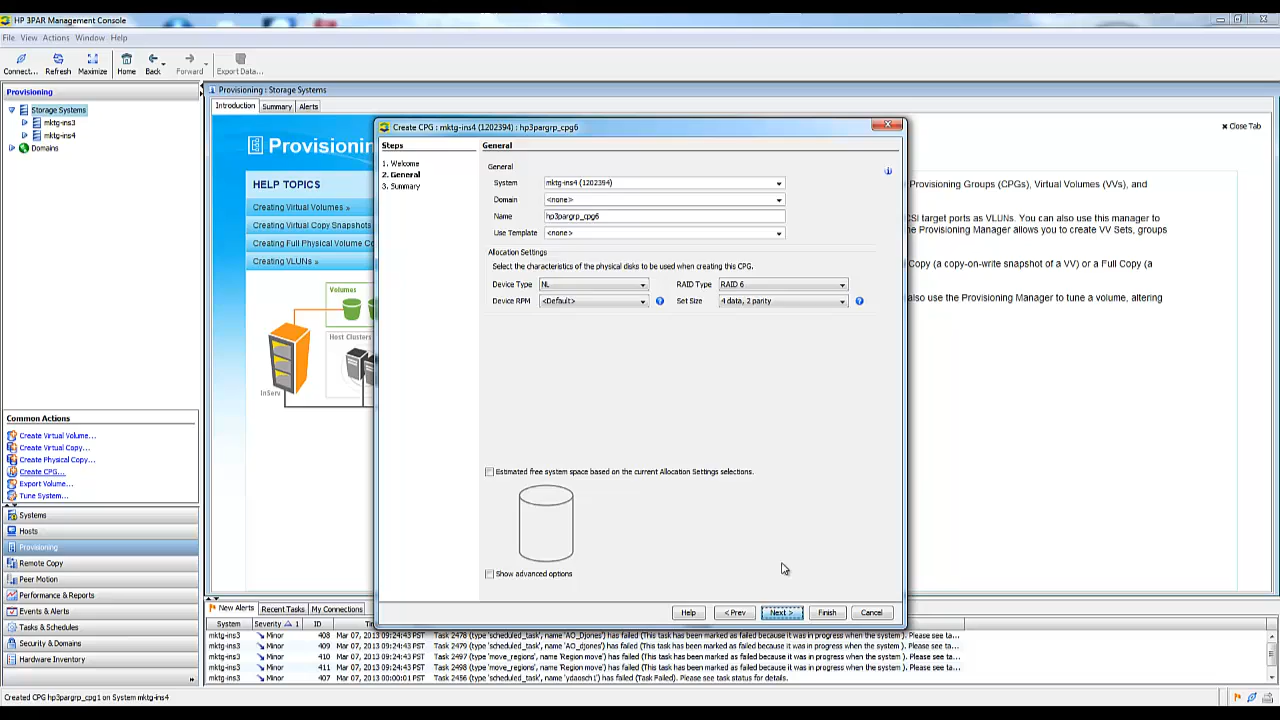 HP 3PAR Management Console
File View Actions Window Help
Connect... Refresh Maximize Home Back Forward Export Data...
Provisioning
Storage Systems
mktg-ins3
mktg-ins4
Domains
Provisioning : Storage Systems
Introduction Summary Alerts
Close Tab
Provisionin
HELP TOPICS
Creating Virtual Volumes »
Creating Virtual Copy Snapshots
Creating Full Physical Volume Co
Creating VLUNs »
Volumes
Host Clusters
InServ
Provisioning Groups (CPGs), Virtual Volumes (VVs), and
CSI target ports as VLUNs. You can also use this manager to
he Provisioning Manager allows you to create VV Sets, groups
Copy (a copy-on-write snapshot of a VV) or a Full Copy (a
also use the Provisioning Manager to tune a volume, altering
Create CPG : mktg-ins4 (1202394) : hp3pargrp_cpg6
Steps
1. Welcome
2. General
3. Summary
General
General
System mktg-ins4 (1202394)
Domain <none>
Name hp3pargrp_cpg6
Use Template <none>
Allocation Settings
Select the characteristics of the physical disks to be used when creating this CPG.
Device Type NL RAID Type RAID 6
Device RPM <Default> Set Size 4 data, 2 parity
Estimated free system space based on the current Allocation Settings selections.
Show advanced options
Help < Prev Next > Finish Cancel
Common Actions
Create Virtual Volume...
Create Virtual Copy...
Create Physical Copy...
Create CPG...
Export Volume...
Tune System...
Systems
Hosts
Provisioning
Remote Copy
Peer Motion
Performance & Reports
Events & Alerts
Tasks & Schedules
Security & Domains
Hardware Inventory
New Alerts Recent Tasks My Connections
System Severity 1 ID
mktg-ins3 Minor 408 Mar 07, 2013 09:24:43 PST Task 2478 (type 'scheduled_task', name 'AO_Djones') has failed (This task has been marked as failed because it was in progress when the system ). Please see ta...
mktg-ins3 Minor 409 Mar 07, 2013 09:24:43 PST Task 2479 (type 'scheduled_task', name 'AO_djones') has failed (This task has been marked as failed because it was in progress when the system ). Please see ta...
mktg-ins3 Minor 410 Mar 07, 2013 09:24:43 PST Task 2497 (type 'move_regions', name 'Region move') has failed (This task has been marked as failed because it was in progress when the system ). Please see ta...
mktg-ins3 Minor 411 Mar 07, 2013 09:24:43 PST Task 2498 (type 'move_regions', name 'Region move') has failed (This task has been marked as failed because it was in progress when the system ). Please see ta...
mktg-ins3 Minor 407 Mar 07, 2013 00:00:01 PST Task 2456 (type 'scheduled_task', name 'ydaosch1') has failed (Task Failed). Please see task status for details.
Created CPG hp3pargrp_cpg1 on System mktg-ins4